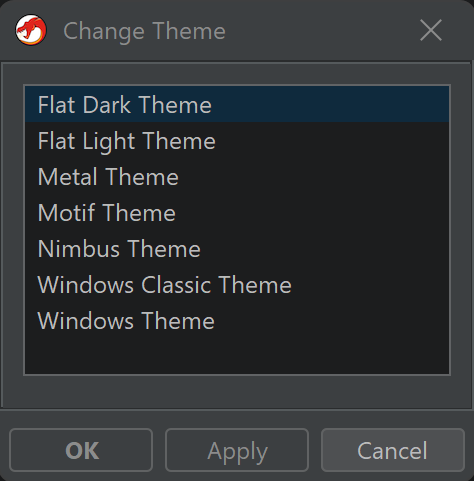 Change Theme
Flat Dark Theme
Flat Light Theme
Metal Theme
Motif Theme
Nimbus Theme
Windows Classic Theme
Windows Theme
OK Apply Cancel